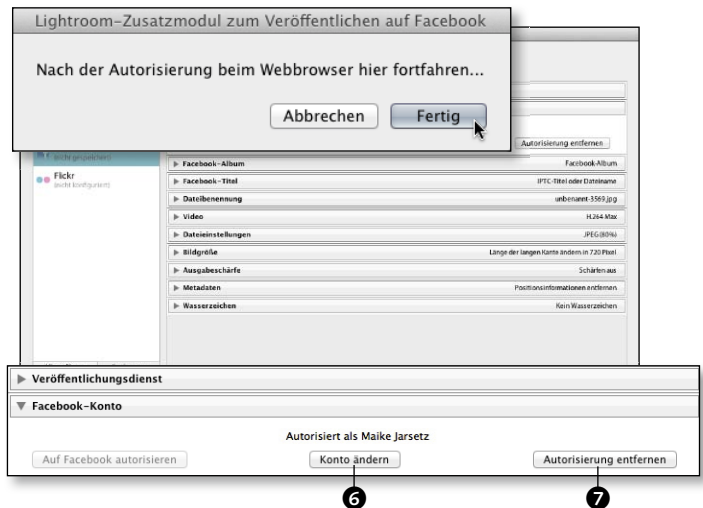 Lightroom-Zusatzmodul zum Veröffentlichen auf Facebook
Nach der Autorisierung beim Webbrowser hier fortfahren...
Abbrechen Fertig
Autorisierung entfernen
(nicht gespeichert)
Flickr
(nicht konfiguriert)
Facebook-Album Facebook-Album
Facebook-Titel IPTC-Titel oder Dateiname
Dateibenennung unbenannt-3569.jpg
Video H.264 Max
Dateieinstellungen JPEG (80%)
Bildgröße Länge der langen Kante ändern in 720 Pixel
Ausgabeschärfe Schärfen aus
Metadaten Positionsinformationen entfernen
Wasserzeichen Kein Wasserzeichen
Veröffentlichungsdienst
Facebook-Konto
Autorisiert als Maike Jarsetz
Auf Facebook autorisieren Konto ändern Autorisierung entfernen
6 7